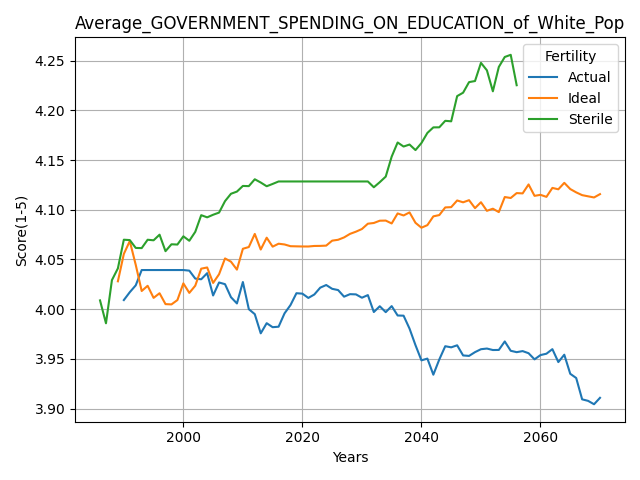 Average_GOVERNMENT_SPENDING_ON_EDUCATION_of_White_Pop
Fertility
Actual
Ideal
Sterile
Score(1-5)
4.25
4.20
4.15
4.10
4.05
4.00
3.95
3.90
2000 2020 2040 2060
Years